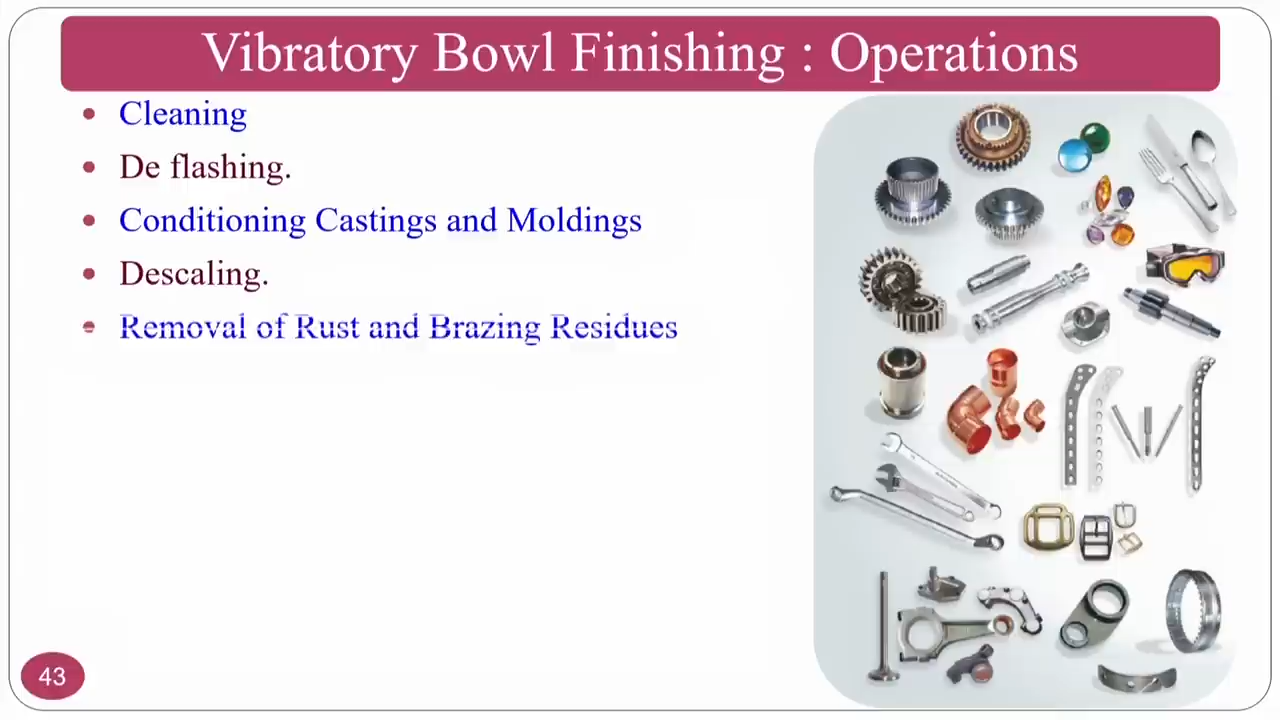 Vibratory Bowl Finishing : Operations
• Cleaning
• De flashing.
• Conditioning Castings and Moldings
• Descaling.
• Removal of Rust and Brazing Residues
43